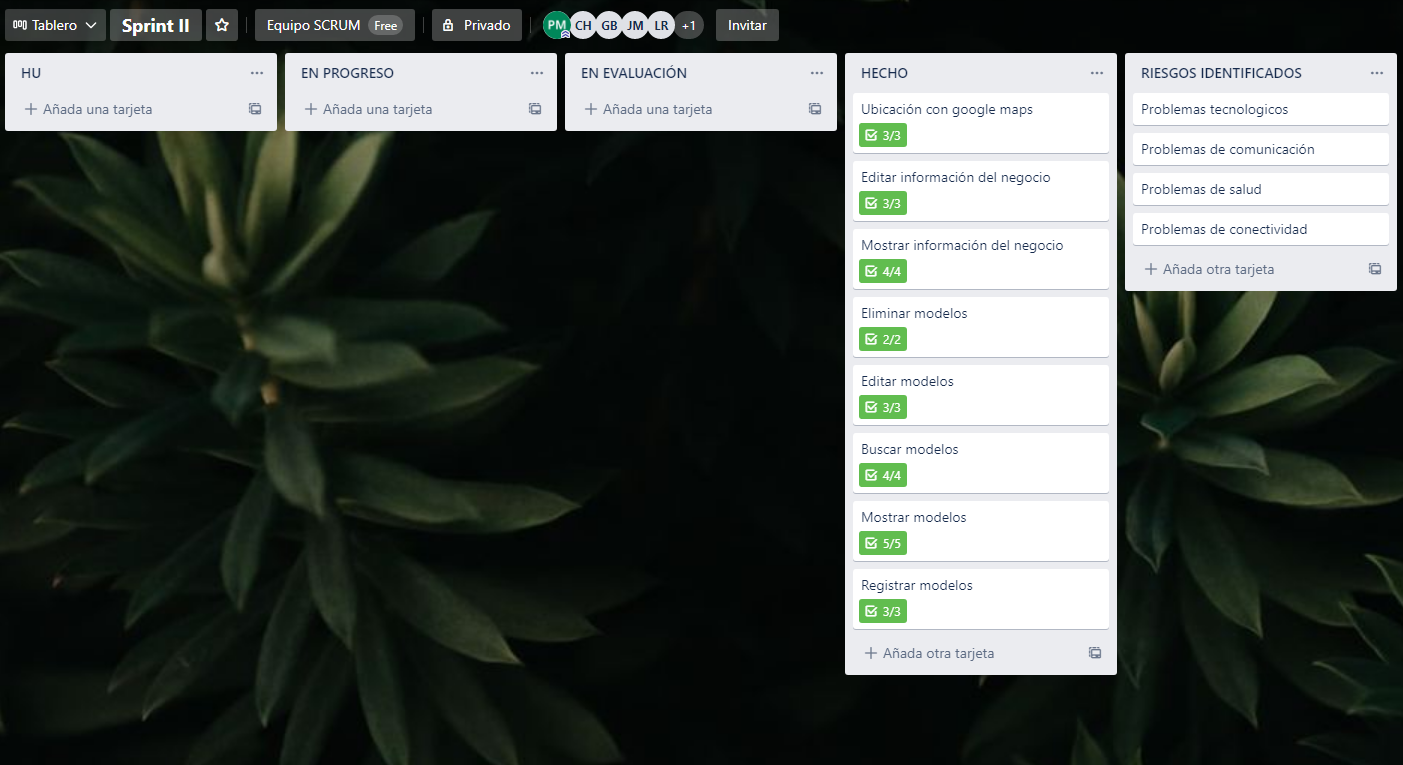 Tablero
Sprint II
Equipo SCRUM Free
Privado
PM CH GB JM LR +1
Invitar
HU
Añada una tarjeta
EN PROGRESO
Añada una tarjeta
EN EVALUACIÓN
Añada una tarjeta
HECHO
Ubicación con google maps
3/3
Editar información del negocio
3/3
Mostrar información del negocio
4/4
Eliminar modelos
2/2
Editar modelos
3/3
Buscar modelos
4/4
Mostrar modelos
5/5
Registrar modelos
3/3
Añada otra tarjeta
RIESGOS IDENTIFICADOS
Problemas tecnologicos
Problemas de comunicación
Problemas de salud
Problemas de conectividad
Añada otra tarjeta